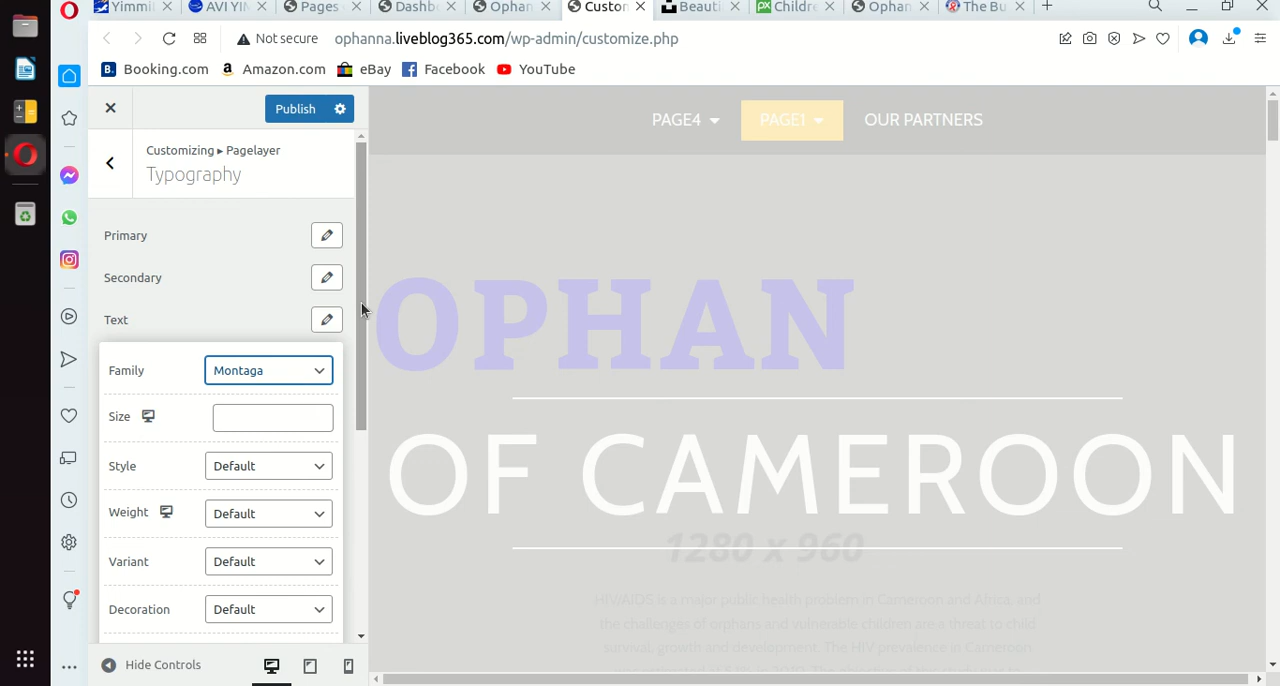 Yimmi
AVI YIM
Pages
Dashb
Ophan
Custon
Beauti
Childre
Ophan
The Bu
Not secure
ophanna.liveblog365.com/wp-admin/customize.php
Booking.com
Amazon.com
eBay
Facebook
YouTube
Publish
Customizing ▸ Pagelayer
Typography
Primary
Secondary
Text
Family
Montaga
Size
Style
Default
Weight
Default
Variant
Default
Decoration
Default
Hide Controls
PAGE4
PAGE1
OUR PARTNERS
OPHAN
OF CAMEROON
1280 x 960
HIV/AIDS is a major public health problem in Cameroon and Africa, and
the challenges of orphans and vulnerable children are a threat to child
survival, growth and development. The HIV prevalence in Cameroon